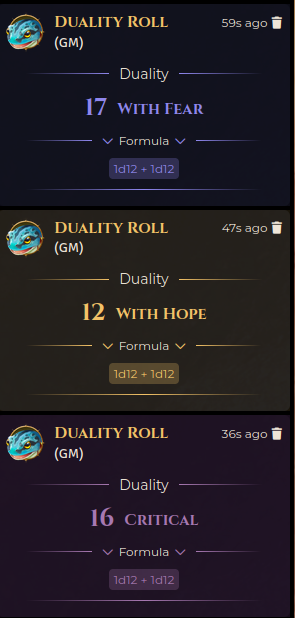 DUALITY ROLL 59s ago
(GM)
Duality
17 WITH FEAR
Formula
1d12 + 1d12
DUALITY ROLL 47s ago
(GM)
Duality
12 WITH HOPE
Formula
1d12 + 1d12
DUALITY ROLL 36s ago
(GM)
Duality
16 CRITICAL
Formula
1d12 + 1d12